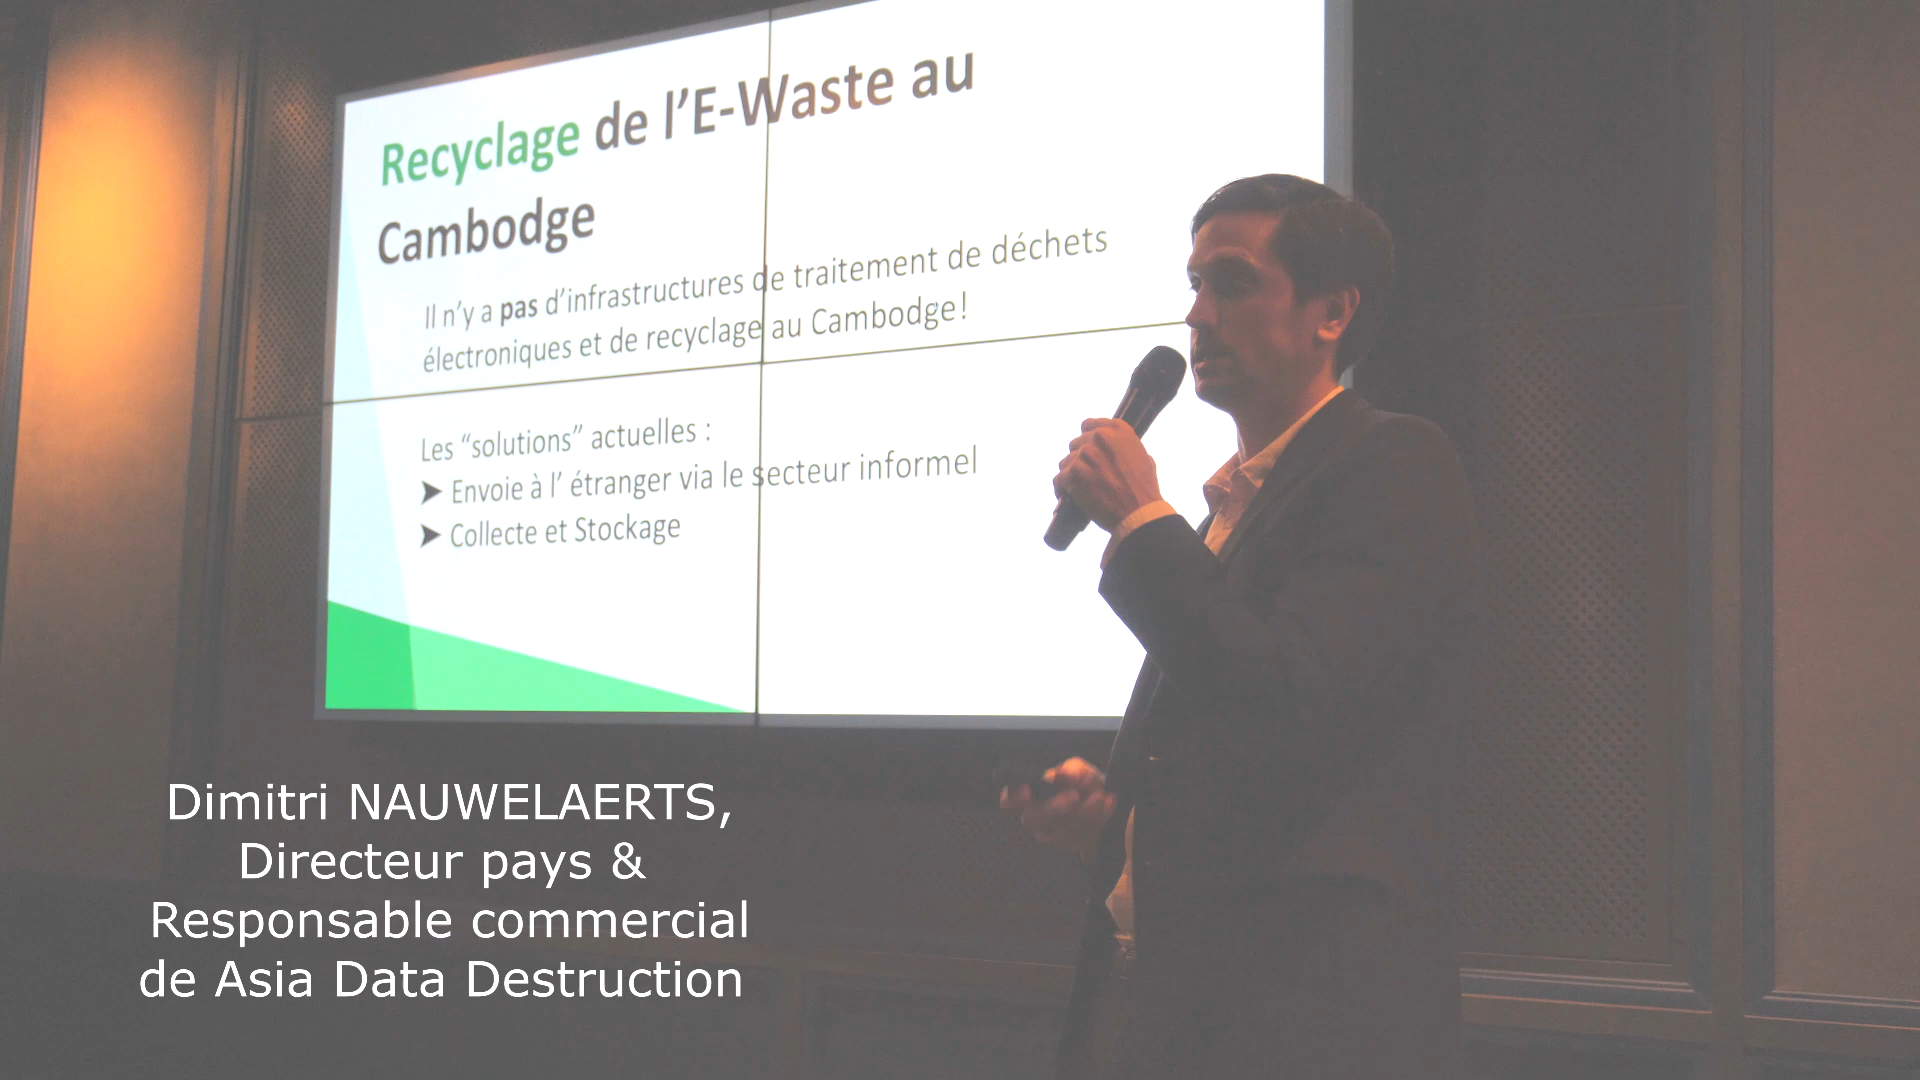 Recyclage de l’E-Waste au
Cambodge
Il n’y a pas d’infrastructures de traitement de déchets
électroniques et de recyclage au Cambodge!
Les “solutions” actuelles :
➤ Envoie à l’ étranger via le secteur informel
➤ Collecte et Stockage
Dimitri NAUWELAERTS,
Directeur pays &
Responsable commercial
de Asia Data Destruction